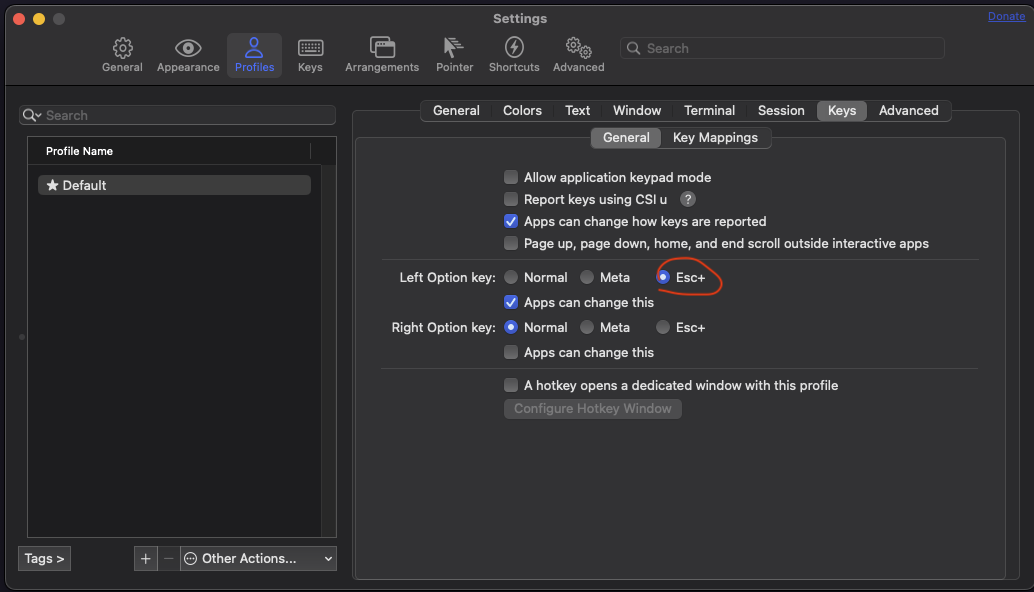 Settings
Donate
General Appearance Profiles Keys Arrangements Pointer Shortcuts Advanced Search
Search
Profile Name
Default
General Colors Text Window Terminal Session Keys Advanced
General Key Mappings
Allow application keypad mode
Report keys using CSI u ?
Apps can change how keys are reported
Page up, page down, home, and end scroll outside interactive apps
Left Option key: Normal Meta Esc+
Apps can change this
Right Option key: Normal Meta Esc+
Apps can change this
A hotkey opens a dedicated window with this profile
Configure Hotkey Window
Tags > + − Other Actions...